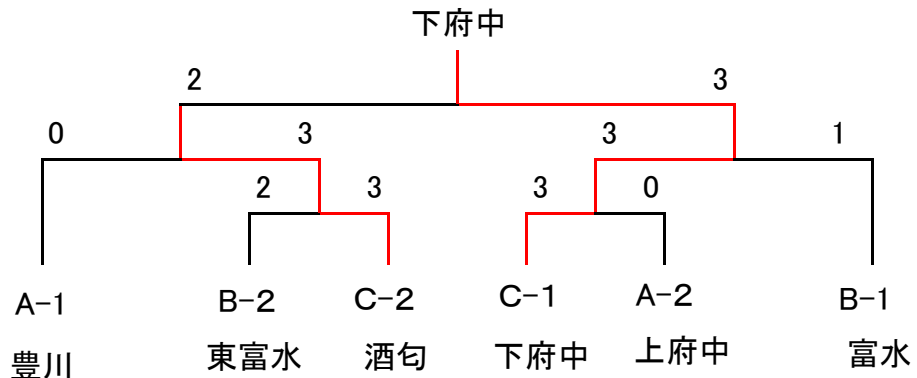 下府中
2 3
0 3 3 1
2 3 3 0
A-1 B-2 C-2 C-1 A-2 B-1
豊川 東富水 酒匂 下府中 上府中 富水